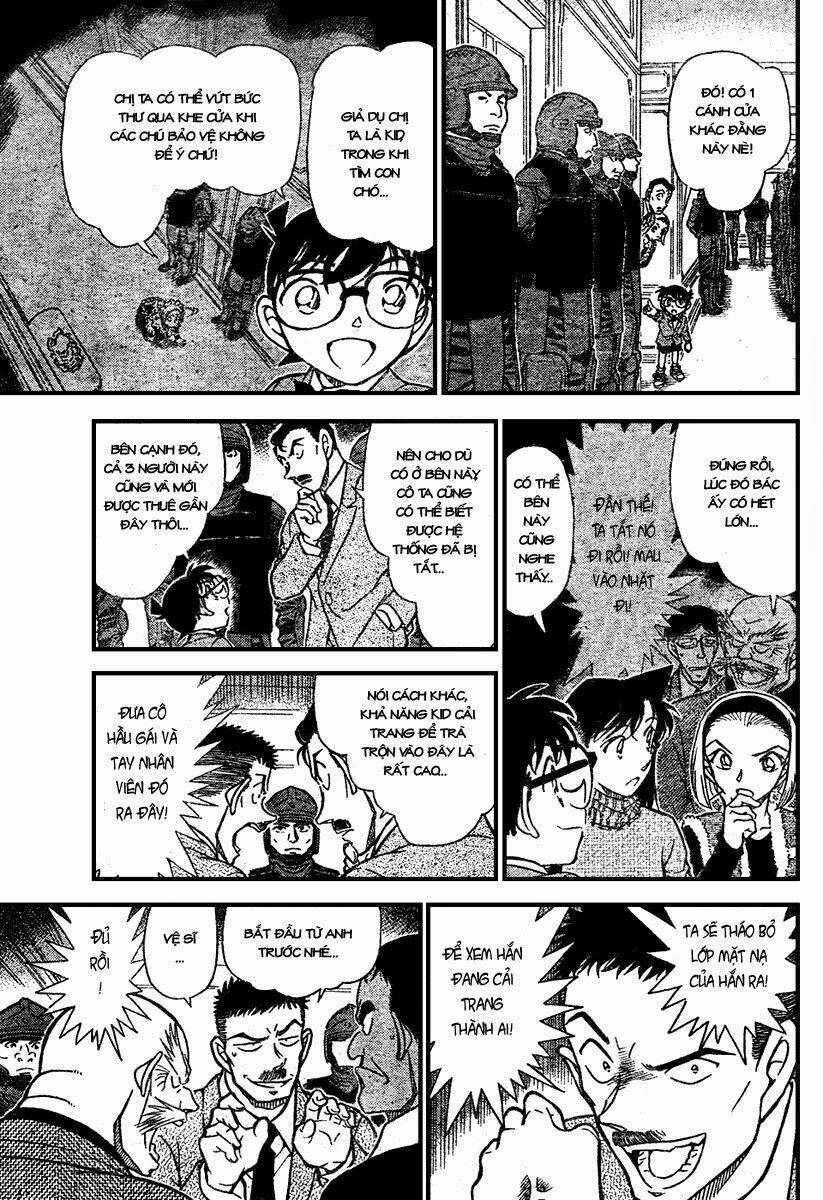 ĐÓ! CÓ 1
CÁNH CỬA
KHÁC ĐẰNG
NÀY NÈ!
GIẢ DỤ CHỊ
TA LÀ KID,
TRONG KHI
TÌM CON
CHÓ...
CHỊ TA CÓ THỂ VỨT BỨC
THƯ QUA KHE CỬA KHI
CÁC CHÚ BẢO VỆ KHÔNG
ĐỂ Ý CHỨ!
ĐÚNG RỒI,
LÚC ĐÓ BÁC
ẤY CÓ HÉT
LỚN...
ĐẦN THẾ!
TA TẮT NÓ
ĐI RỒI! MAU
VÀO NHẶT
ĐI!
CÓ THỂ
BÊN
NÀY
CŨNG
NGHE
THẤY..
NÊN CHO DÙ
CÓ Ở BÊN NÀY
CÔ TA CŨNG
CÓ THỂ BIẾT
ĐƯỢC HỆ
THỐNG ĐÃ BỊ
TẮT..
BÊN CẠNH ĐÓ,
CẢ 3 NGƯỜI NÀY
CŨNG VÀ MỚI
ĐƯỢC THUÊ GẦN
ĐÂY THÔI...
NÓI CÁCH KHÁC,
KHẢ NĂNG KID CẢI
TRANG ĐỂ TRÀ
TRỘN VÀO ĐÂY LÀ
RẤT CAO...
ĐƯA CÔ
HẦU GÁI VÀ
TAY NHÂN
VIÊN ĐÓ
RA ĐÂY!
TA SẼ THÁO BỎ
LỚP MẶT NẠ
CỦA HẮN RA!
ĐỂ XEM HẮN
ĐANG CẢI
TRANG
THÀNH AI!
BẮT ĐẦU TỪ ANH
TRƯỚC NHÉ..
VỆ SĨ
...
ĐỦ
RỒI
!